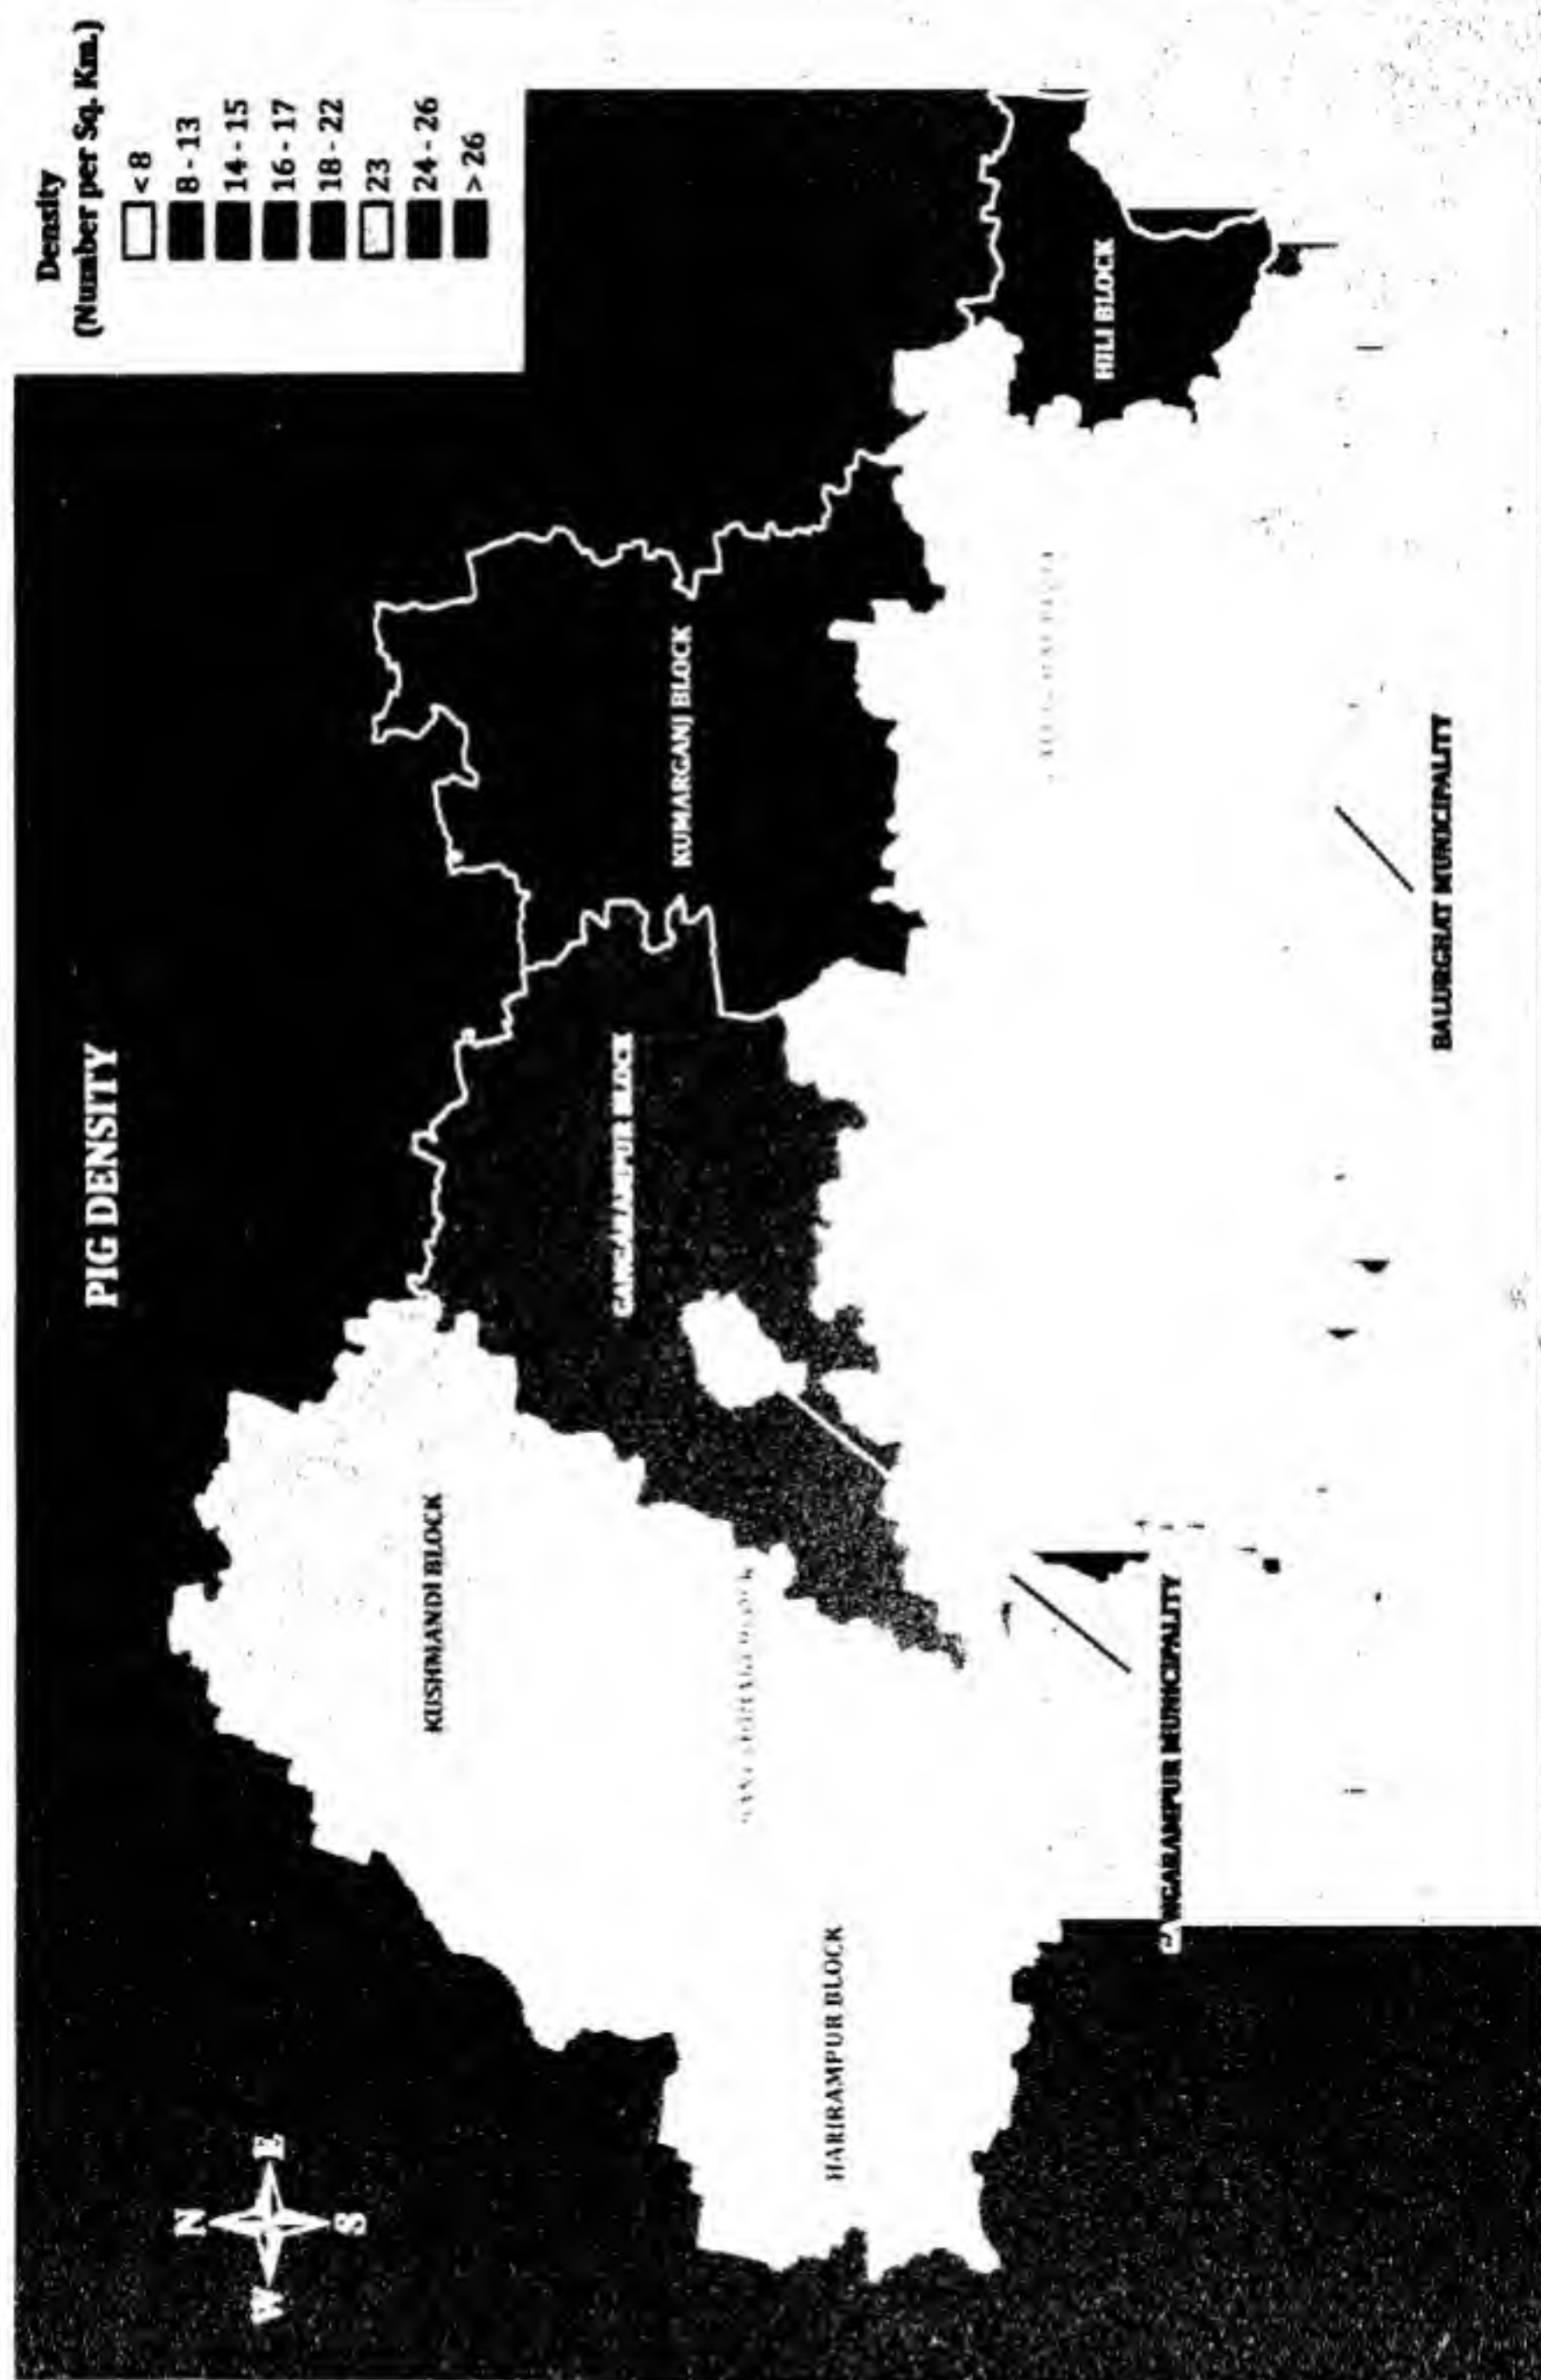 PIG DENSITY
Density
(Number per Sq. Km.)
< 8
8 - 13
14 - 15
16 - 17
18 - 22
23
24 - 26
> 26
N
W E
S
KUSHMANDI BLOCK
GANGARAMPUR BLOCK
KUMARGANJ BLOCK
HARIRAMPUR BLOCK
HILI BLOCK
GANGARAMPUR MUNICIPALITY
BALURGHAT MUNICIPALITY